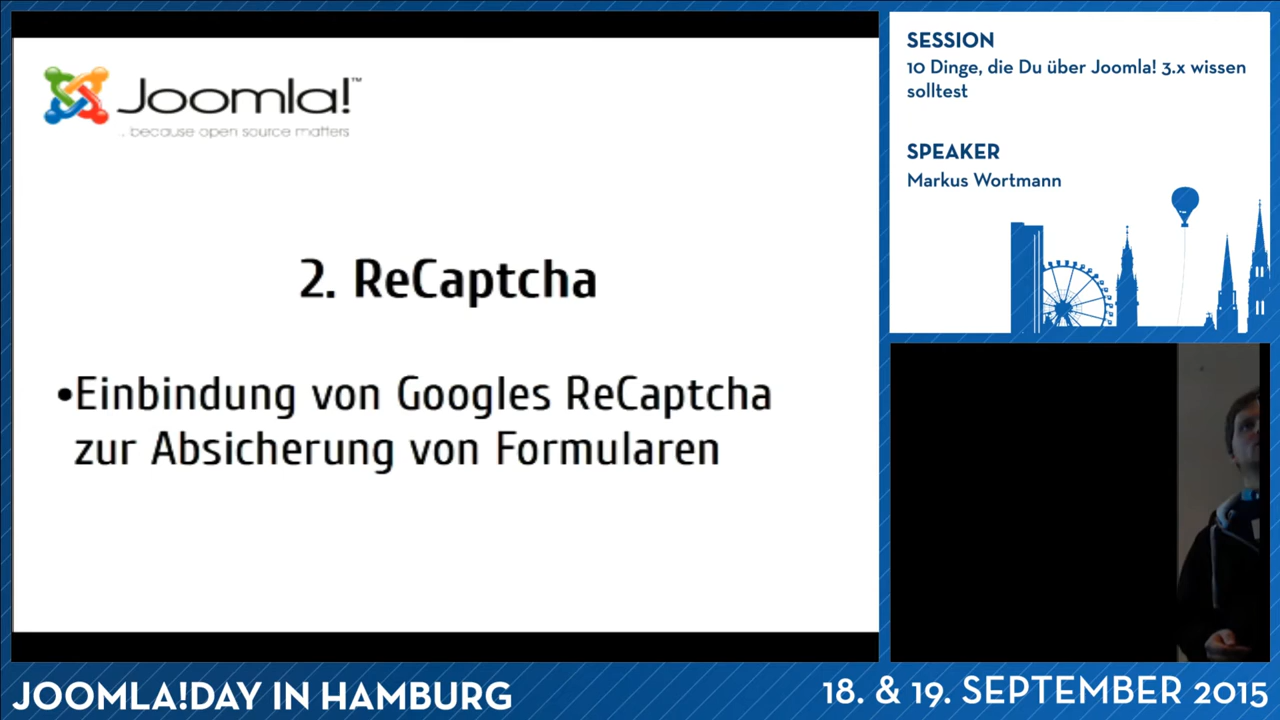 Joomla!™
... because open source matters
2. ReCaptcha
•Einbindung von Googles ReCaptcha
zur Absicherung von Formularen
SESSION
10 Dinge, die Du über Joomla! 3.x wissen
solltest
SPEAKER
Markus Wortmann
JOOMLA!DAY IN HAMBURG
18. & 19. SEPTEMBER 2015